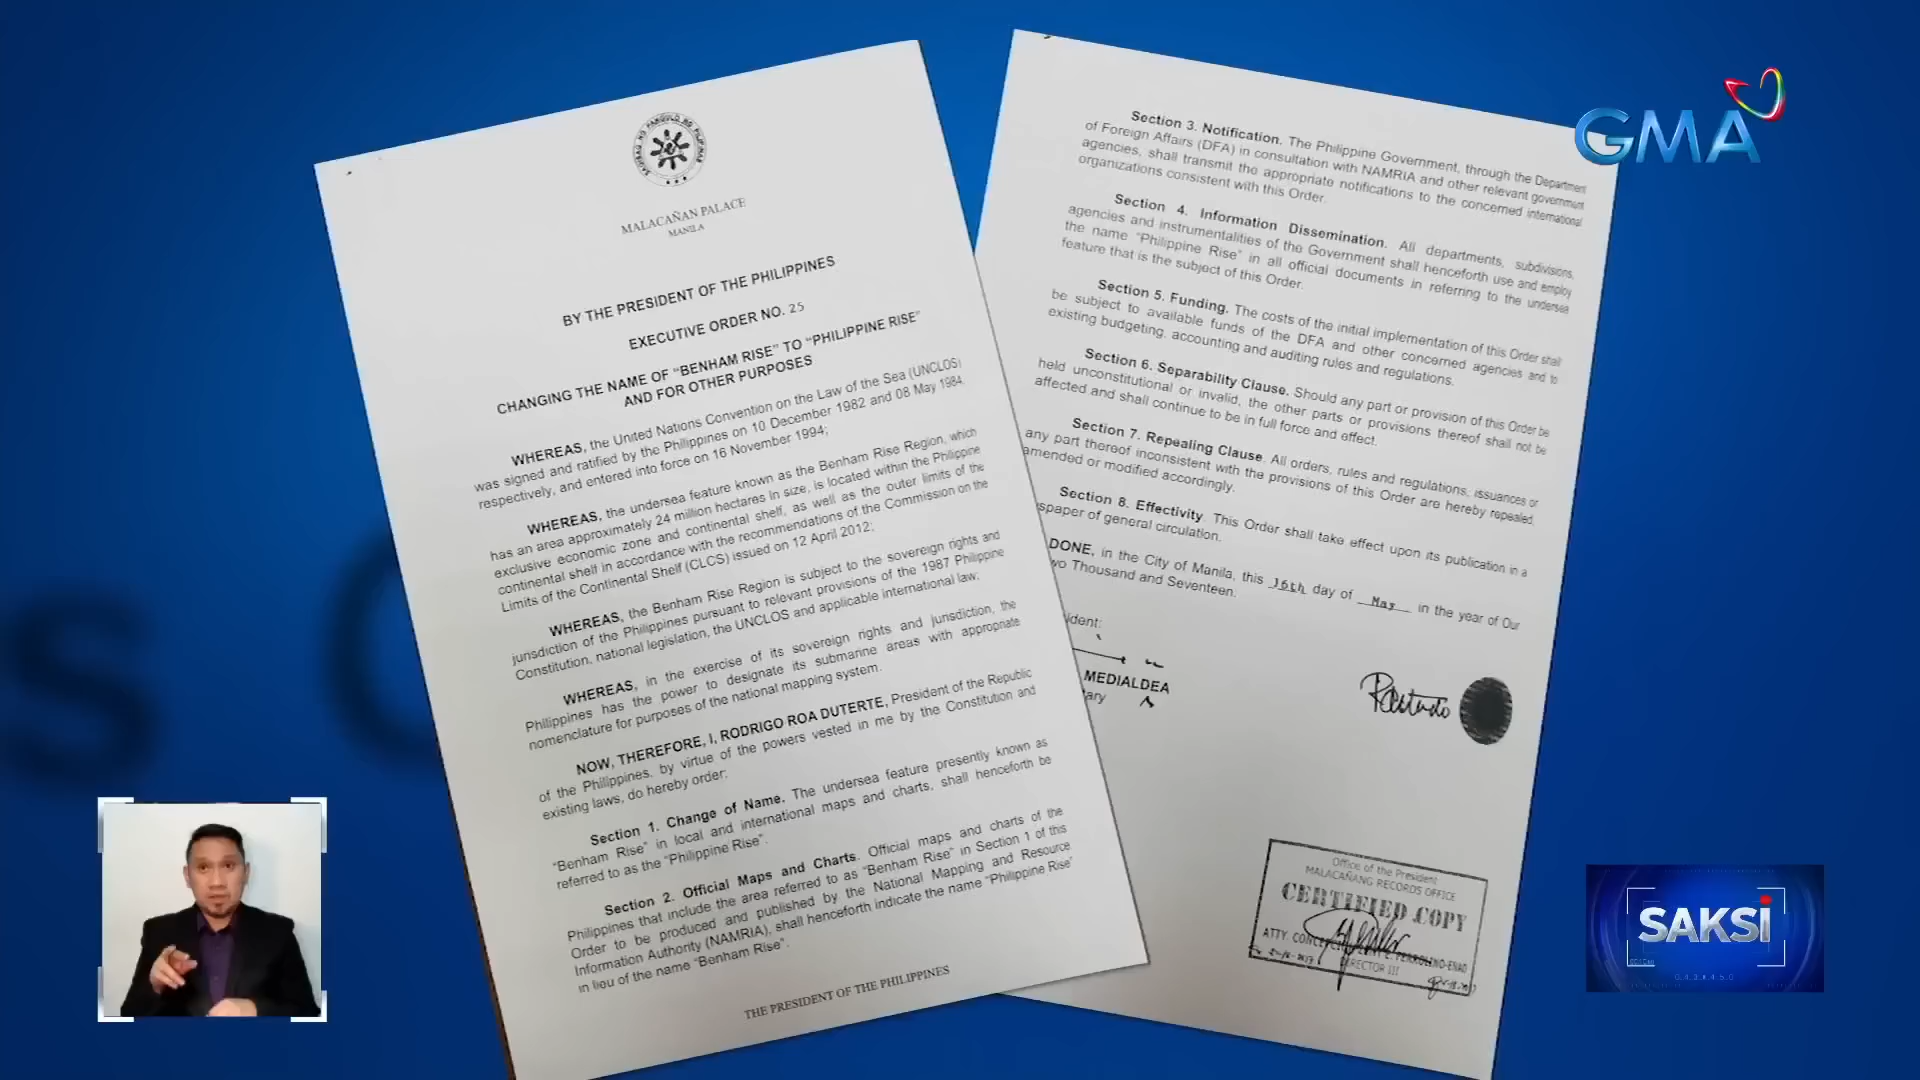 MALACAÑAN PALACE
MANILA
BY THE PRESIDENT OF THE PHILIPPINES
EXECUTIVE ORDER NO. 25
CHANGING THE NAME OF “BENHAM RISE” TO “PHILIPPINE RISE”
AND FOR OTHER PURPOSES
WHEREAS, the United Nations Convention on the Law of the Sea (UNCLOS)
was signed and ratified by the Philippines on 10 December 1982 and 08 May 1984,
respectively, and entered into force on 16 November 1994;
WHEREAS, the undersea feature known as the Benham Rise Region, which
has an area approximately 24 million hectares in size, is located within the Philippine
exclusive economic zone and continental shelf, as well as the outer limits of the
continental shelf in accordance with the recommendations of the Commission on the
Limits of the Continental Shelf (CLCS) issued on 12 April 2012;
WHEREAS, the Benham Rise Region is subject to the sovereign rights and
jurisdiction of the Philippines pursuant to relevant provisions of the 1987 Philippine
Constitution, national legislation, the UNCLOS and applicable international law;
WHEREAS, in the exercise of its sovereign rights and jurisdiction, the
Philippines has the power to designate its submarine areas with appropriate
nomenclature for purposes of the national mapping system.
NOW, THEREFORE, I, RODRIGO ROA DUTERTE, President of the Republic
of the Philippines, by virtue of the powers vested in me by the Constitution and
existing laws, do hereby order:
Section 1. Change of Name. The undersea feature presently known as
“Benham Rise” in local and international maps and charts, shall henceforth be
referred to as the “Philippine Rise”.
Section 2. Official Maps and Charts. Official maps and charts of the
Philippines that include the area referred to as “Benham Rise” in Section 1 of this
Order to be produced and published by the National Mapping and Resource
Information Authority (NAMRIA), shall henceforth indicate the name “Philippine Rise”
in lieu of the name “Benham Rise”.
THE PRESIDENT OF THE PHILIPPINES
Section 3. Notification. The Philippine Government, through the Department
of Foreign Affairs (DFA) in consultation with NAMRIA and other relevant government
agencies, shall transmit the appropriate notifications to the concerned international
organizations consistent with this Order.
Section 4. Information Dissemination. All departments, subdivisions,
agencies and instrumentalities of the Government shall henceforth use and employ
the name “Philippine Rise” in all official documents in referring to the undersea
feature that is the subject of this Order.
Section 5. Funding. The costs of the initial implementation of this Order shall
be subject to available funds of the DFA and other concerned agencies and to
existing budgeting, accounting and auditing rules and regulations.
Section 6. Separability Clause. Should any part or provision of this Order be
held unconstitutional or invalid, the other parts or provisions thereof shall not be
affected and shall continue to be in full force and effect.
Section 7. Repealing Clause. All orders, rules and regulations, issuances or
any part thereof inconsistent with the provisions of this Order are hereby repealed,
amended or modified accordingly.
Section 8. Effectivity. This Order shall take effect upon its publication in a
spaper of general circulation.
DONE, in the City of Manila, this 16th day of May in the year of Our
wo Thousand and Seventeen.
ident:
MEDIALDEA
ary
Office of the President
MALACAÑANG RECORDS OFFICE
CERTIFIED COPY
ATTY. FERROLINO-ENAD
DIRECTOR III
GMA
SAKSI